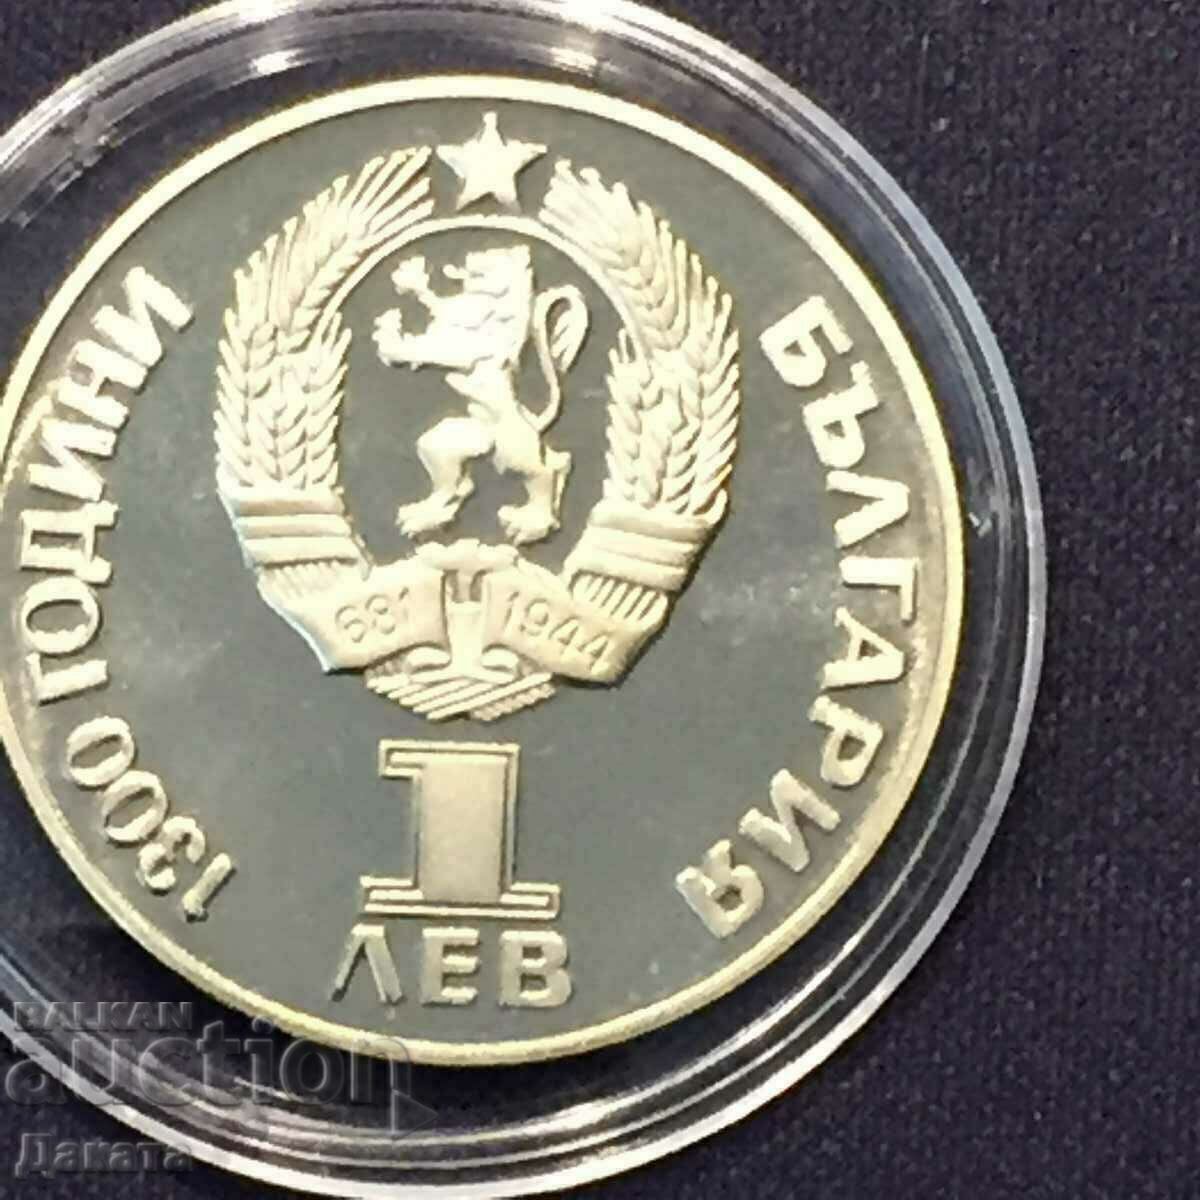 1300 ГОДИНИ БЪЛГАРИЯ
681 1944
1
ЛЕВ
BALKAN
auction
Даката